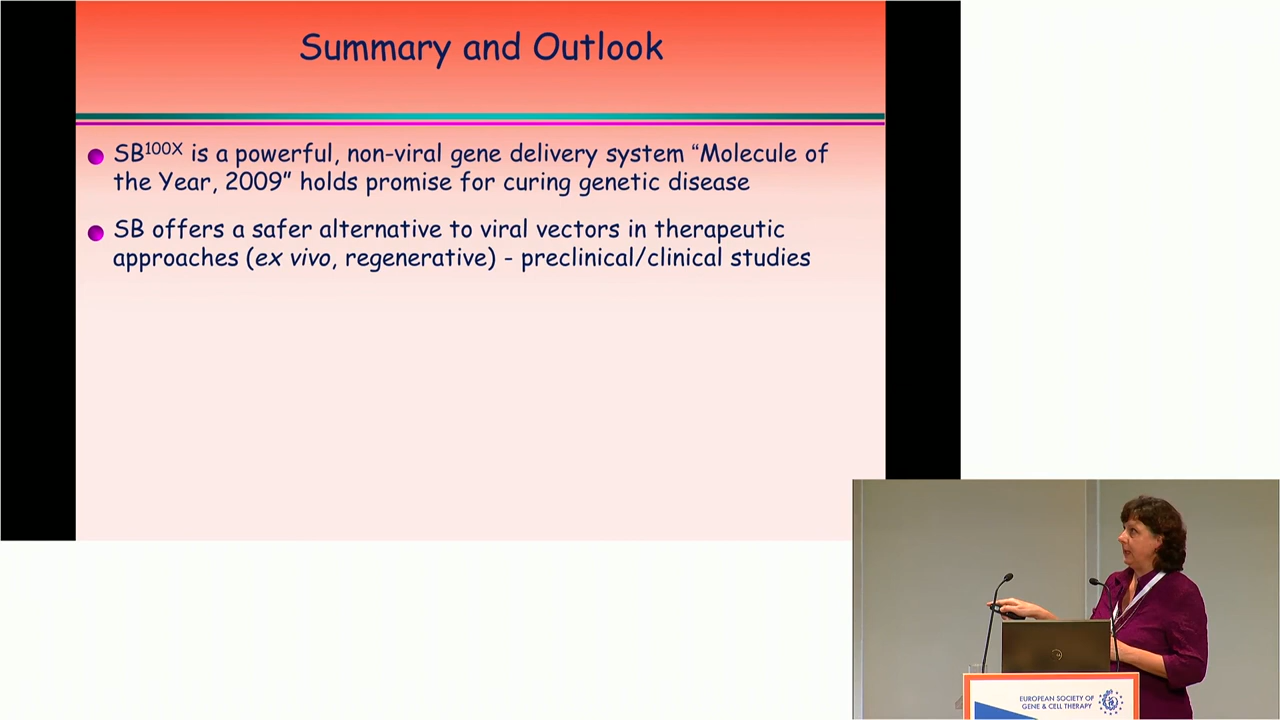 Summary and Outlook
SB100X is a powerful, non-viral gene delivery system “Molecule of
the Year, 2009” holds promise for curing genetic disease
SB offers a safer alternative to viral vectors in therapeutic
approaches (ex vivo, regenerative) - preclinical/clinical studies
EUROPEAN SOCIETY OF
GENE & CELL THERAPY